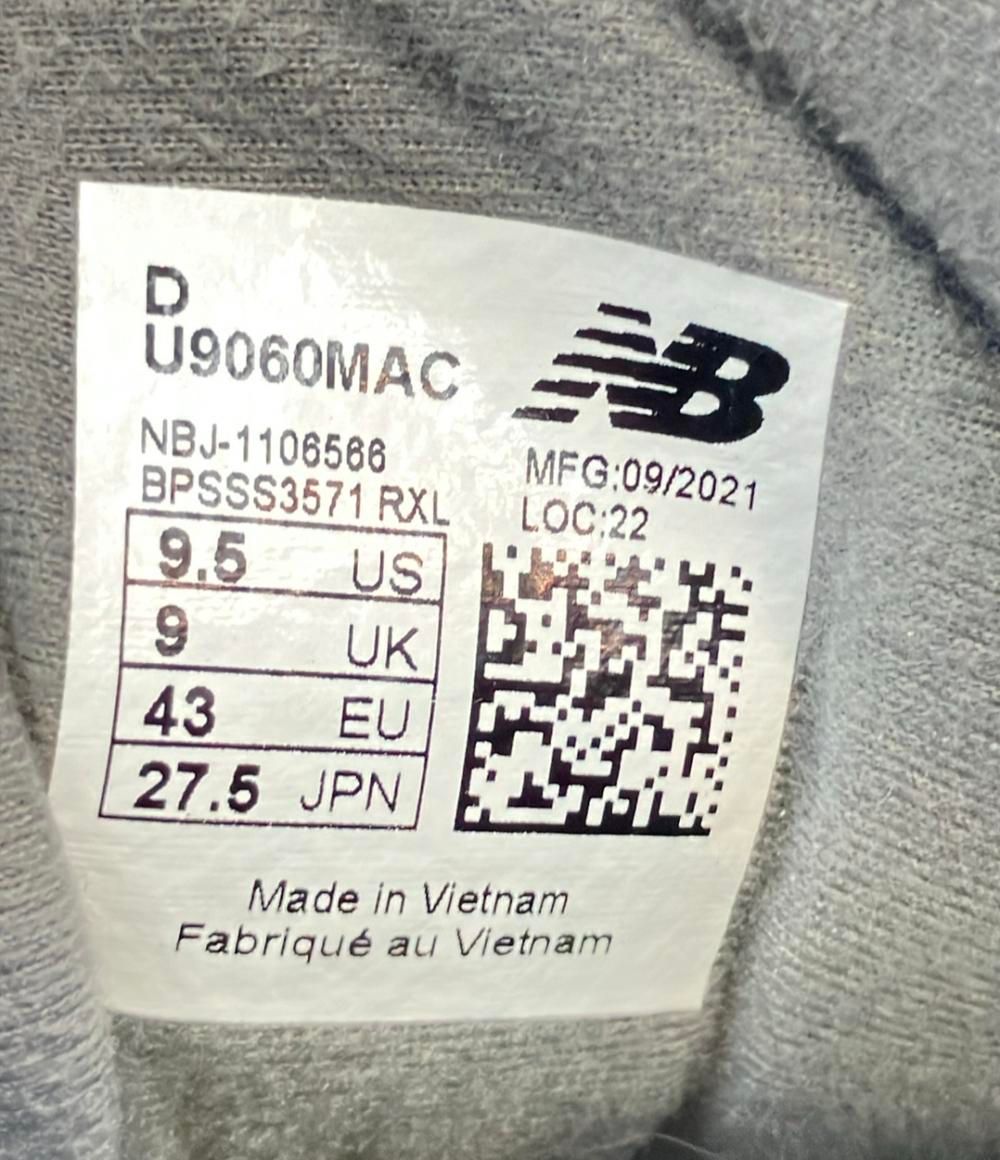 D
U9060MAC
NB
NBJ-1106566
BPSSS3571 RXL
MFG:09/2021
LOC:22
9.5 US
9 UK
43 EU
27.5 JPN
Made in Vietnam
Fabriqué au Vietnam